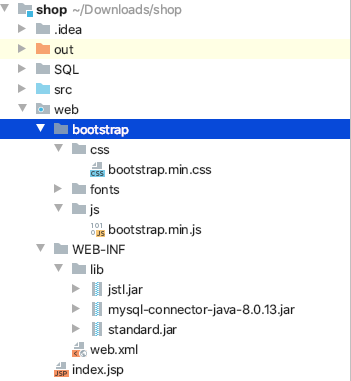 shop ~/Downloads/shop
.idea
out
SQL
src
web
bootstrap
css
bootstrap.min.css
fonts
js
bootstrap.min.js
WEB-INF
lib
jstl.jar
mysql-connector-java-8.0.13.jar
standard.jar
web.xml
index.jsp